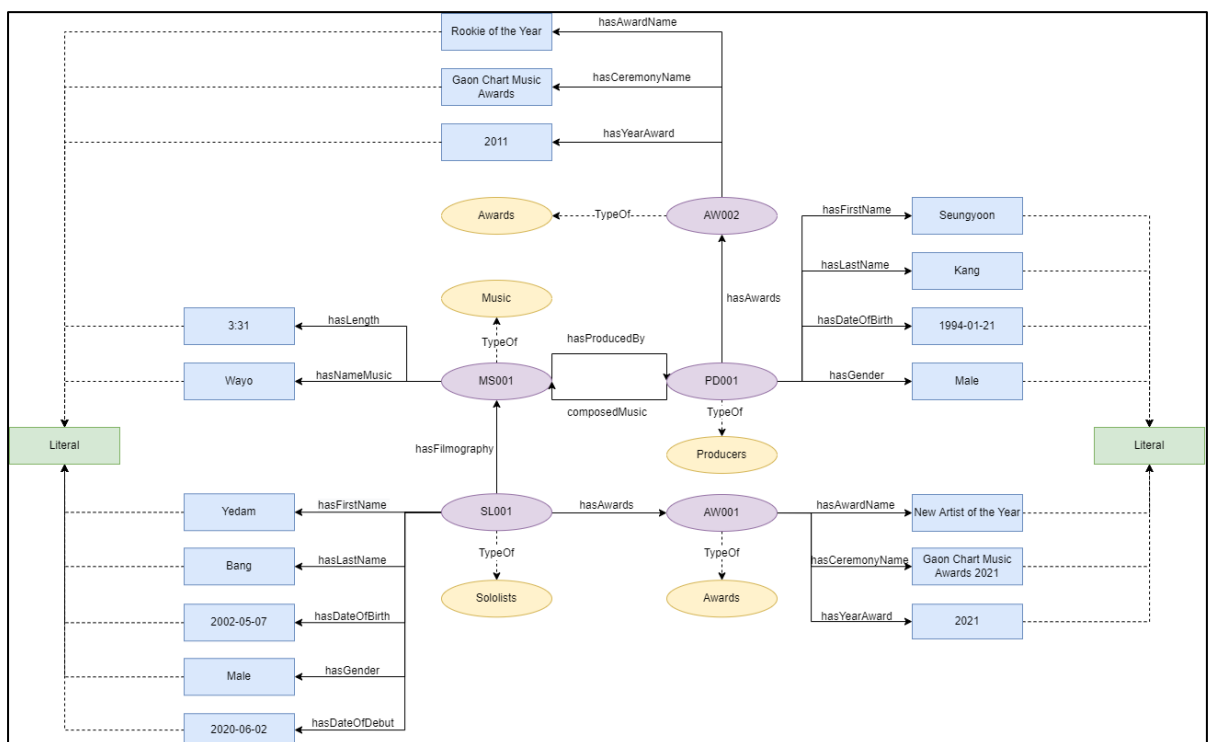 hasAwardName
Rookie of the Year
Gaon Chart Music
Awards
hasCeremonyName
2011
hasYearAward
Awards
TypeOf
AW002
hasFirstName
Seungyoon
hasLastName
Kang
hasAwards
Music
3:31
hasLength
TypeOf
hasProducedBy
hasDateOfBirth
1994-01-21
Wayo
hasNameMusic
MS001
PD001
hasGender
Male
composedMusic
TypeOf
Literal
hasFilmography
Producers
Literal
Yedam
hasFirstName
SL001
hasAwards
AW001
hasAwardName
New Artist of the Year
Bang
hasLastName
TypeOf
TypeOf
hasCeremonyName
Gaon Chart Music
Awards 2021
Sololists
Awards
2002-05-07
hasDateOfBirth
hasYearAward
2021
Male
hasGender
2020-06-02
hasDateOfDebut